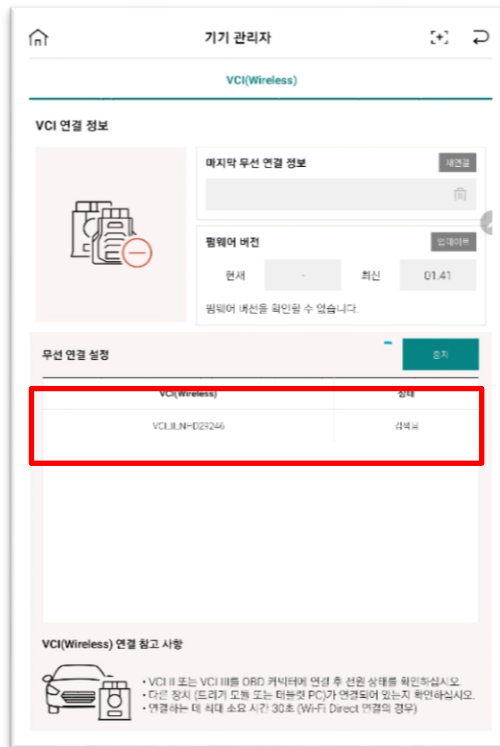 기기 관리자
VCI(Wireless)
VCI 연결 정보
마지막 무선 연결 정보
재연결
펌웨어 버전
업데이트
현재
-
최신
01.41
펌웨어 버전을 확인할 수 없습니다.
무선 연결 설정
중지
VCI(Wireless)
상태
VCI_II_NHD29246
검색됨
VCI(Wireless) 연결 참고 사항
• VCI II 또는 VCI III를 OBD 커넥터에 연결 후 전원 상태를 확인하십시오.
• 다른 장치 (트리거 모듈 또는 태블릿 PC)가 연결되어 있는지 확인하십시오.
• 연결하는 데 최대 소요 시간 30초 (Wi-Fi Direct 연결의 경우)